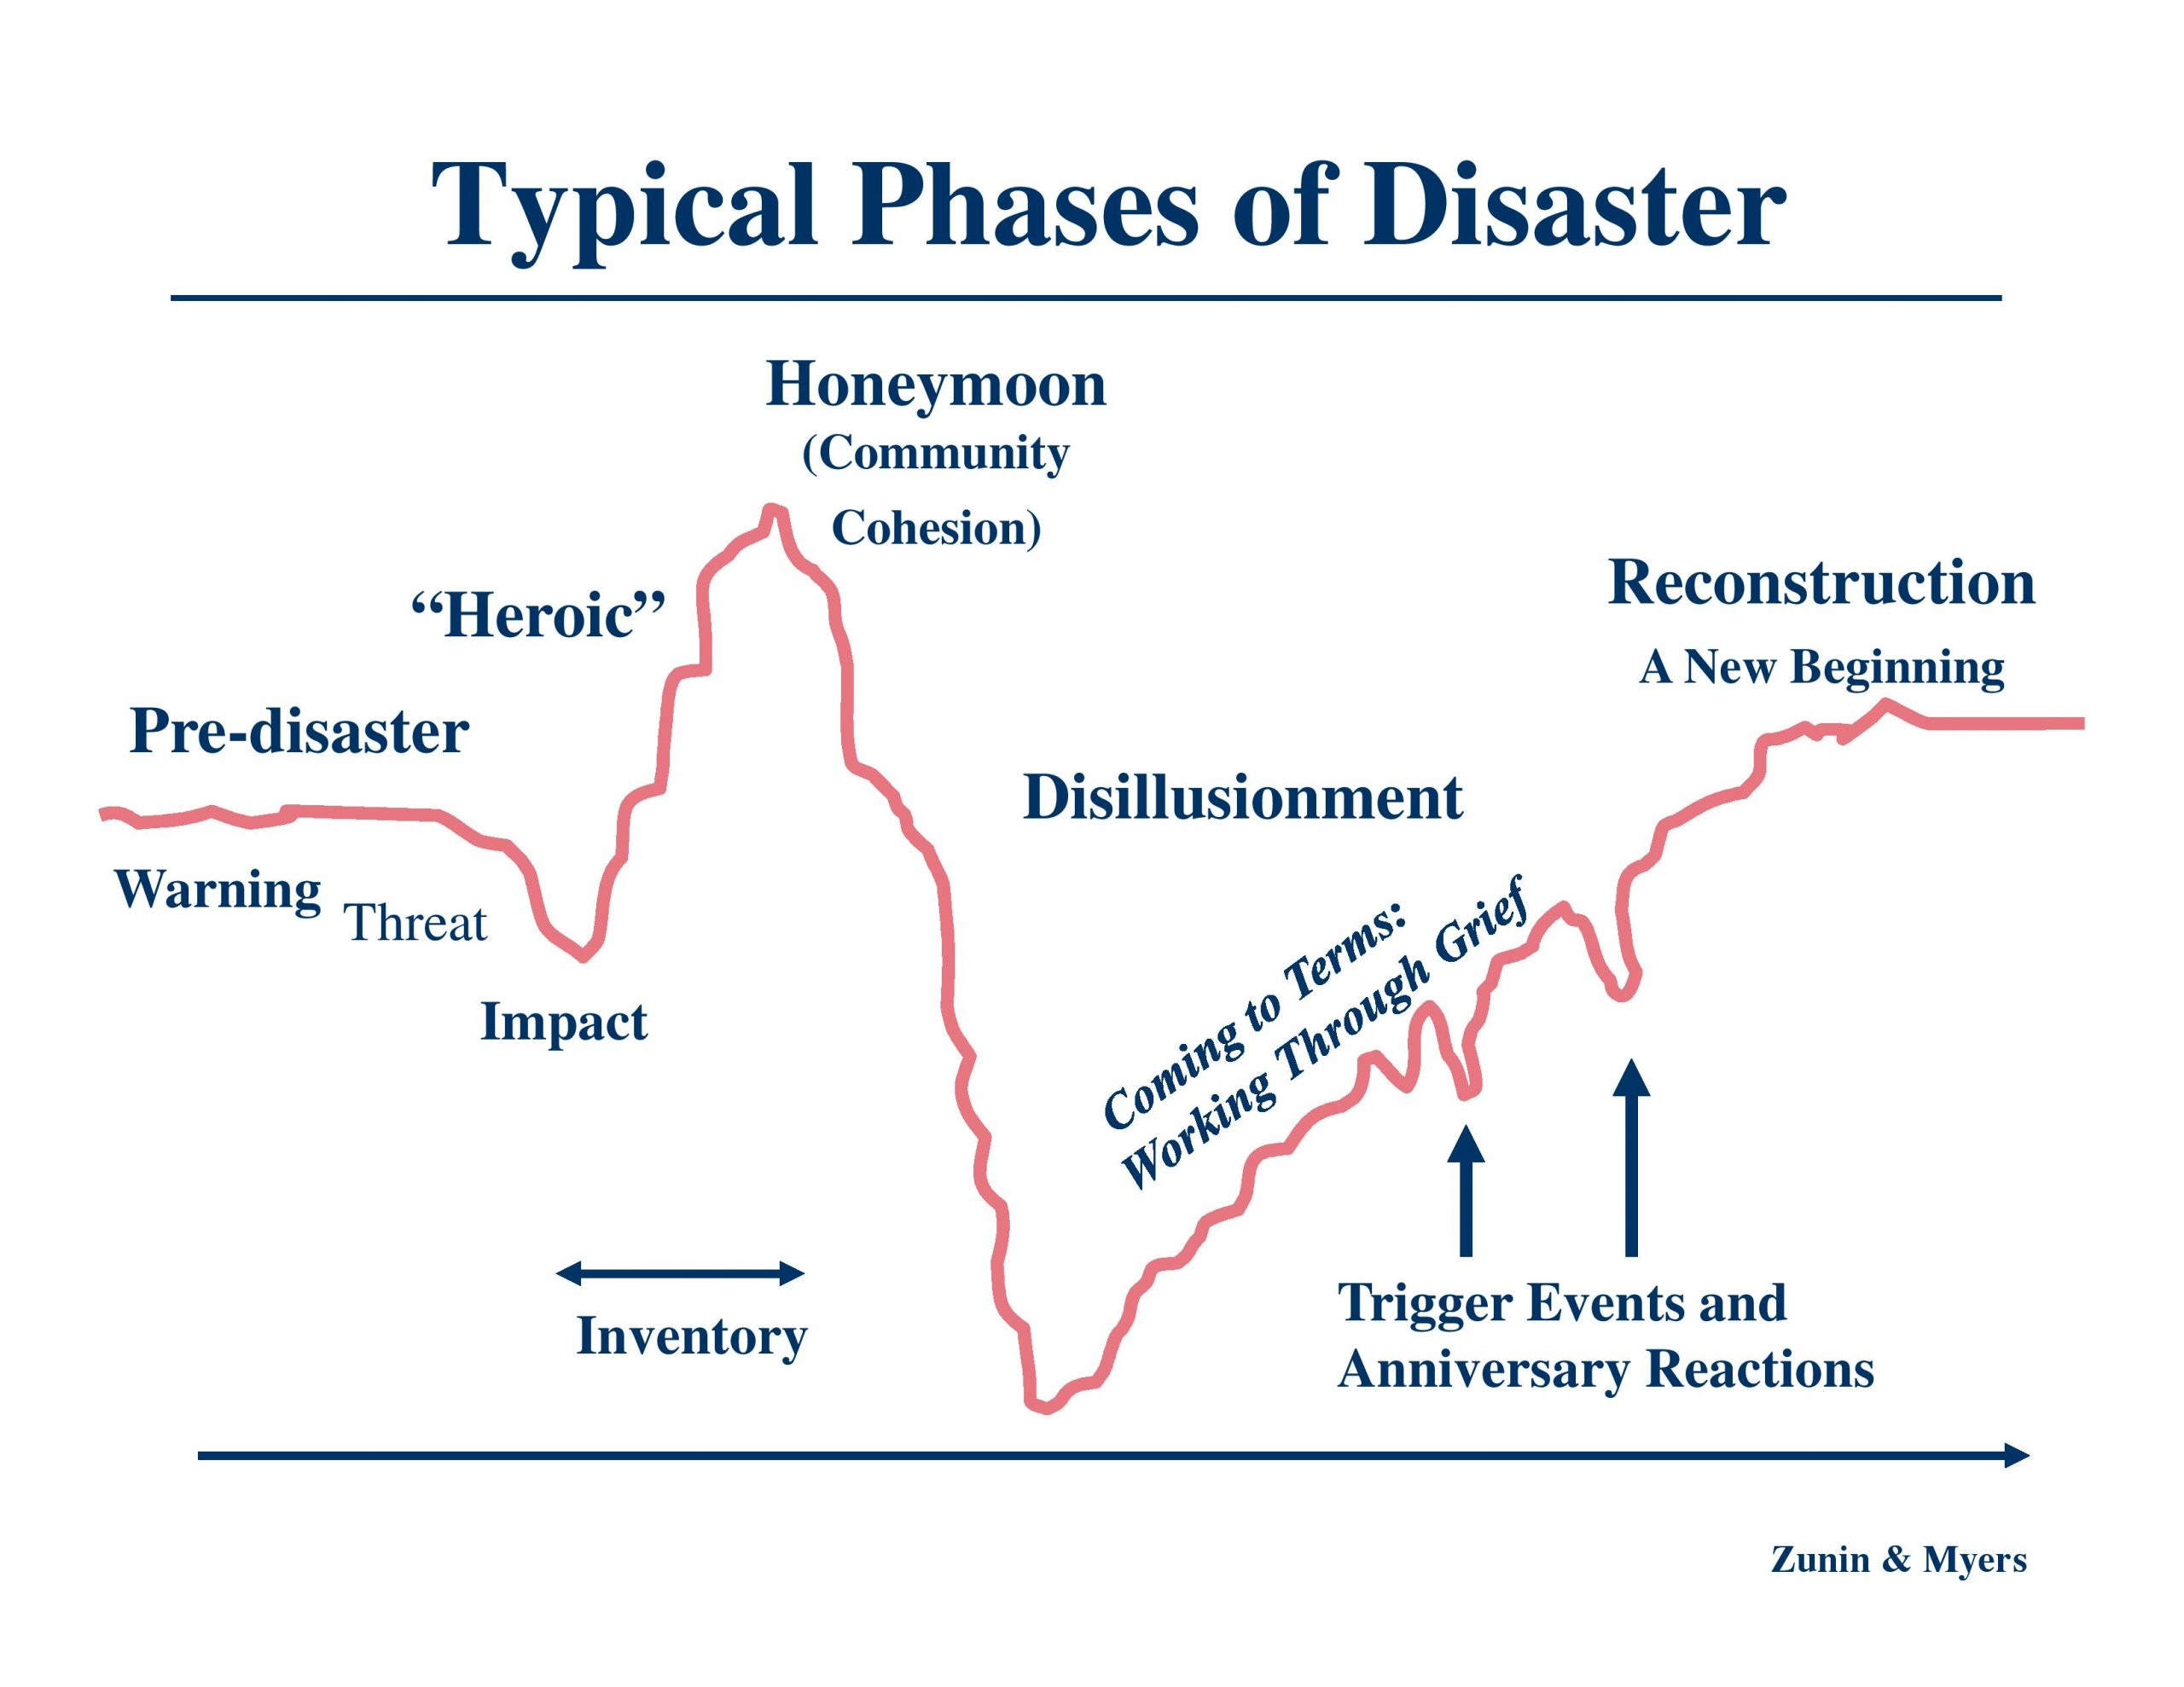 Typical Phases of Disaster
Honeymoon
(Community
Cohesion)
“Heroic”
Pre-disaster
Warning
Threat
Impact
Inventory
Disillusionment
Coming to Terms:
Working Through Grief
Trigger Events and
Anniversary Reactions
Reconstruction
A New Beginning
Zunin & Myers